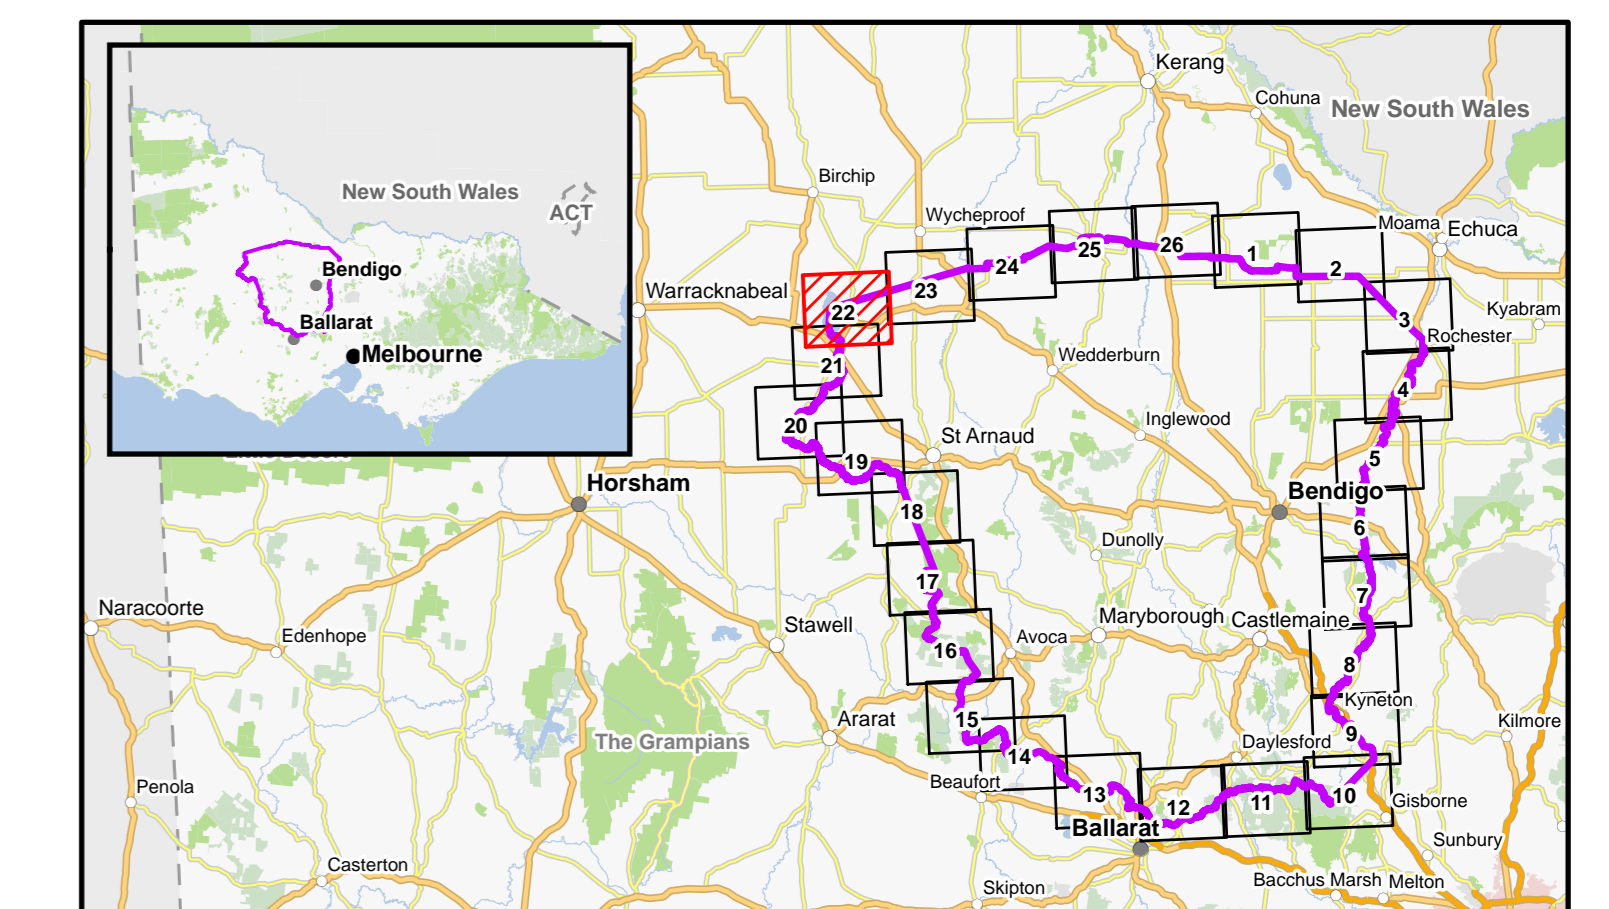 Kerang
Cohuna
New South Wales
New South Wales
ACT
Birchip
Wycheproof
Moama
Echuca
Bendigo
Ballarat
Melbourne
Warracknabeal
22
23
24
25
26
1
2
3
Kyabram
Rochester
21
Wedderburn
4
20
Inglewood
19
St Arnaud
5
Horsham
Bendigo
18
6
Dunolly
17
7
Naracoorte
Edenhope
Stawell
Avoca
Maryborough
Castlemaine
16
8
Kyneton
Ararat
15
9
Kilmore
The Grampians
14
Daylesford
Beaufort
Penola
13
12
11
10
Gisborne
Ballarat
Sunbury
Casterton
Skipton
Bacchus Marsh
Melton